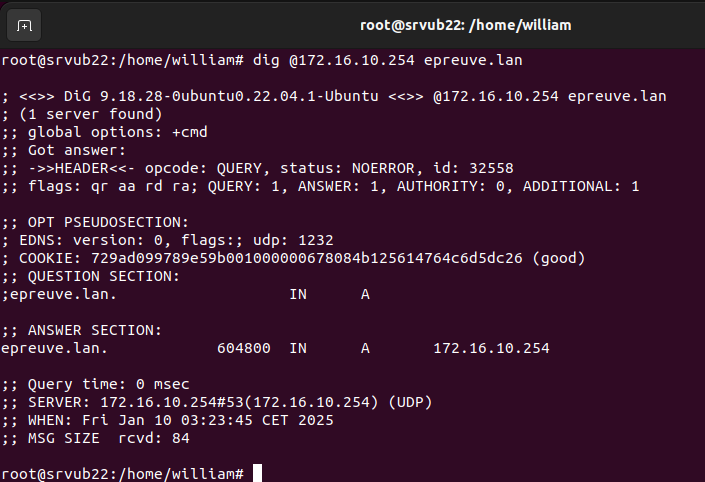 root@srvub22: /home/william
root@srvub22:/home/william# dig @172.16.10.254 epreuve.lan
; <<>> DiG 9.18.28-0ubuntu0.22.04.1-Ubuntu <<>> @172.16.10.254 epreuve.lan
; (1 server found)
;; global options: +cmd
;; Got answer:
;; ->>HEADER<<- opcode: QUERY, status: NOERROR, id: 32558
;; flags: qr aa rd ra; QUERY: 1, ANSWER: 1, AUTHORITY: 0, ADDITIONAL: 1
;; OPT PSEUDOSECTION:
; EDNS: version: 0, flags:; udp: 1232
; COOKIE: 729ad099789e59b001000000678084b125614764c6d5dc26 (good)
;; QUESTION SECTION:
;epreuve.lan. IN A
;; ANSWER SECTION:
epreuve.lan. 604800 IN A 172.16.10.254
;; Query time: 0 msec
;; SERVER: 172.16.10.254#53(172.16.10.254) (UDP)
;; WHEN: Fri Jan 10 03:23:45 CET 2025
;; MSG SIZE rcvd: 84
root@srvub22:/home/william#